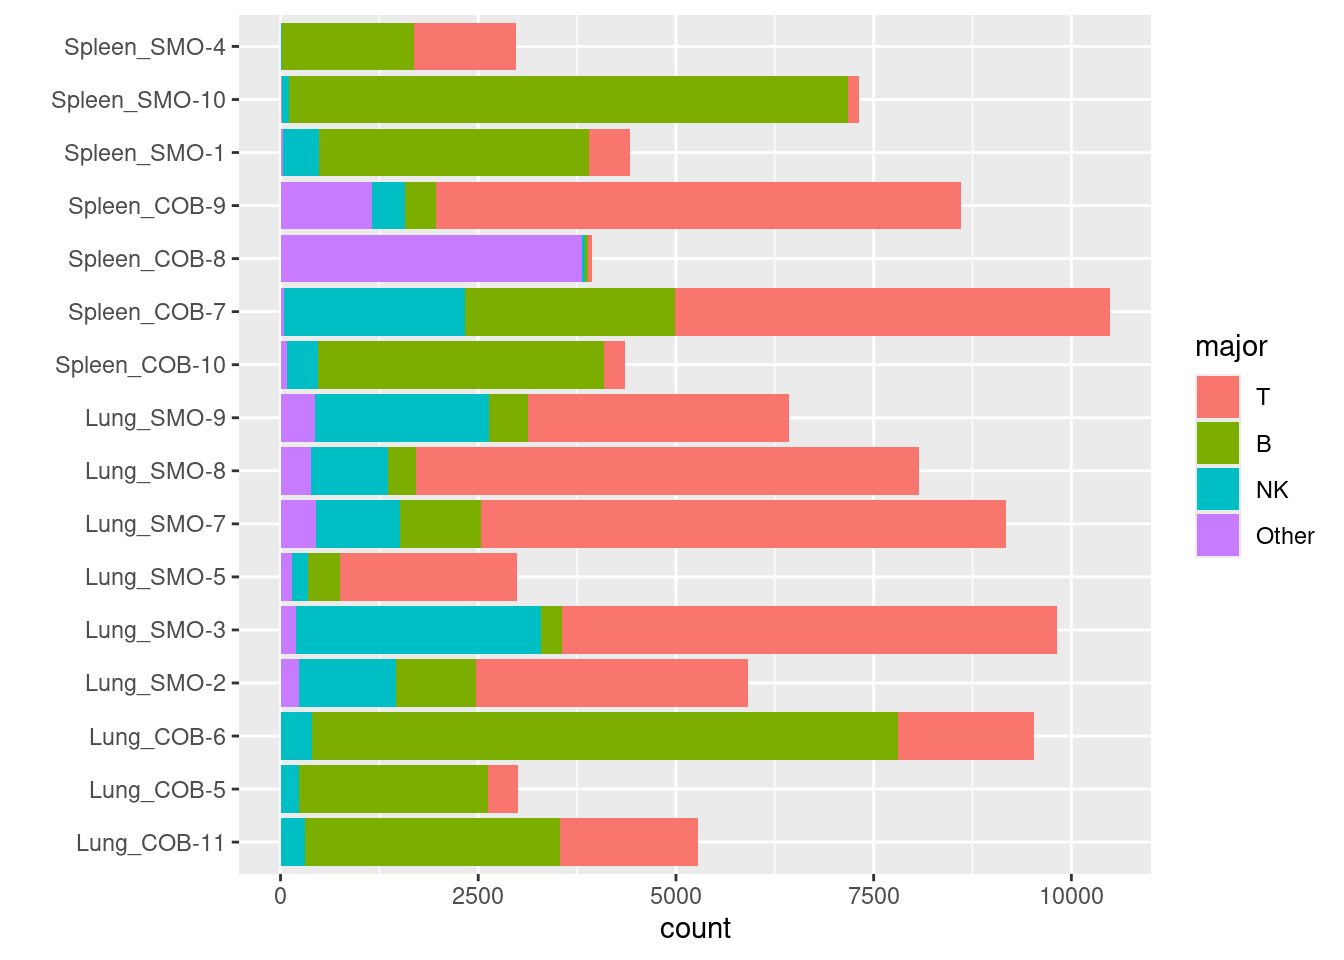 Spleen_SMO-4
Spleen_SMO-10
Spleen_SMO-1
Spleen_COB-9
Spleen_COB-8
Spleen_COB-7
Spleen_COB-10
Lung_SMO-9
Lung_SMO-8
Lung_SMO-7
Lung_SMO-5
Lung_SMO-3
Lung_SMO-2
Lung_COB-6
Lung_COB-5
Lung_COB-11
0 2500 5000 7500 10000
count
major
T
B
NK
Other